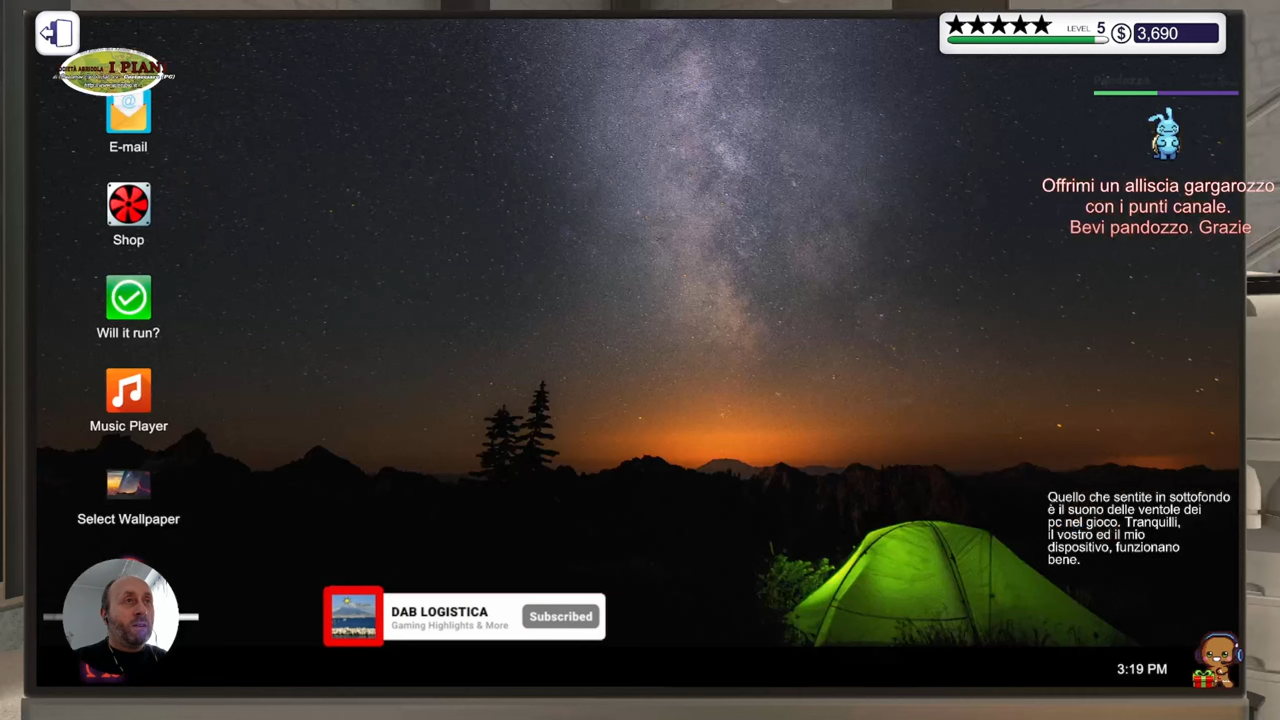 LEVEL 5
$ 3,690
SOCIETÀ AGRICOLA I PIANI
E-mail
Shop
Will it run?
Music Player
Select Wallpaper
Offrimi un alliscia gargarozzo
con i punti canale.
Bevi pandozzo. Grazie
Quello che sentite in sottofondo
è il suono delle ventole dei
pc nel gioco. Tranquilli,
il vostro ed il mio
dispositivo, funzionano
bene.
DAB LOGISTICA
Gaming Highlights & More
Subscribed
3:19 PM